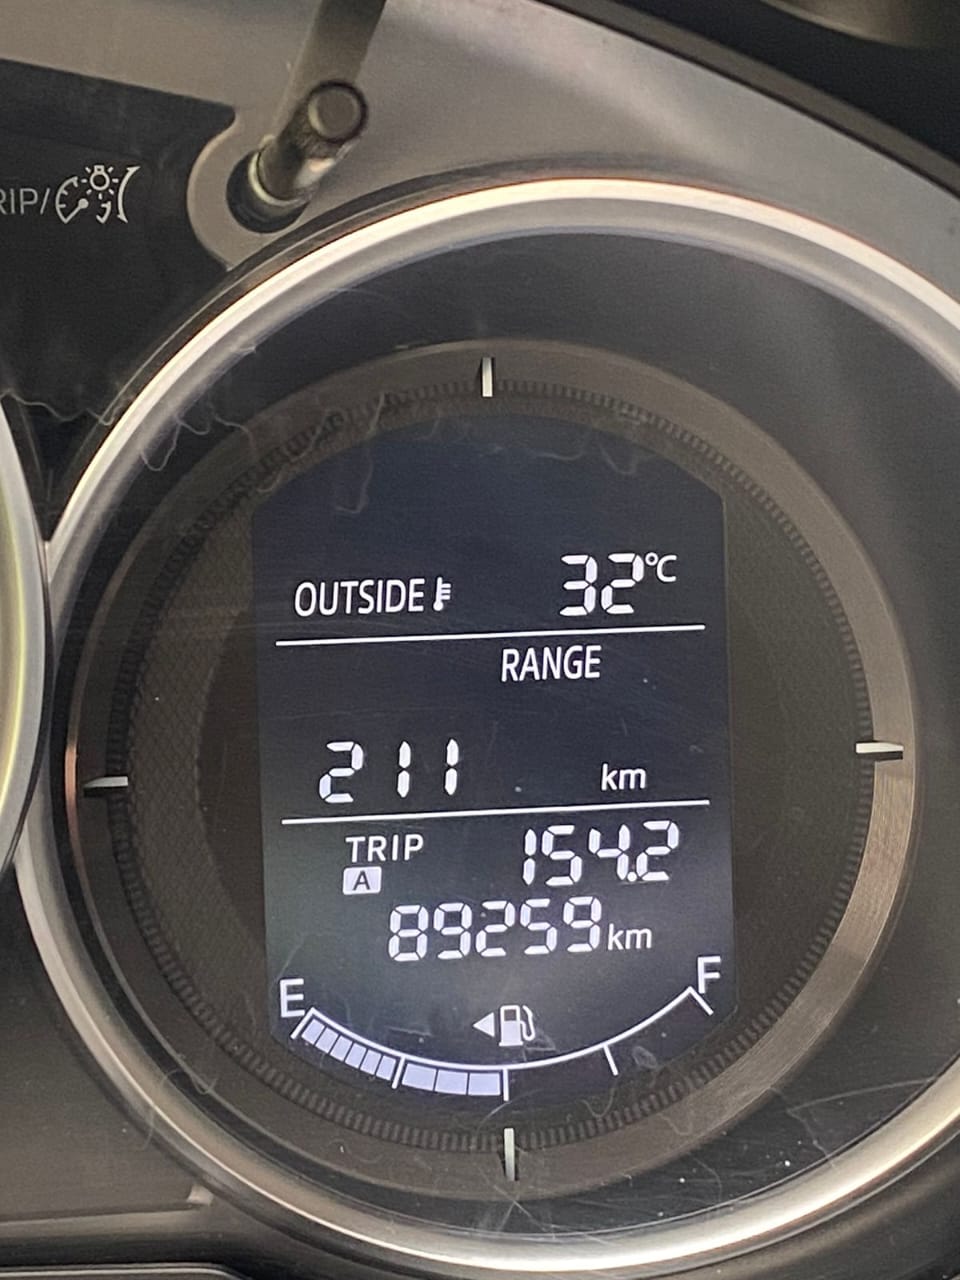 RIP/
OUTSIDE 32°C
RANGE
211 km
TRIP A 154.2
89259 km
E F